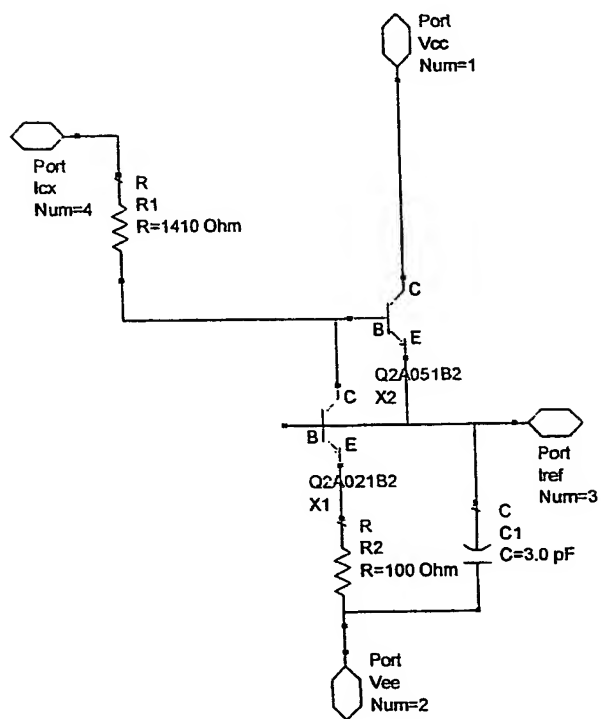 Port
Vcc
Num=1
Port
Icx
Num=4
R
R1
R=1410 Ohm
C
B
E
Q2A051B2
X2
C
B
E
Q2A021B2
X1
Port
Iref
Num=3
R
R2
R=100 Ohm
C
C1
C=3.0 pF
Port
Vee
Num=2